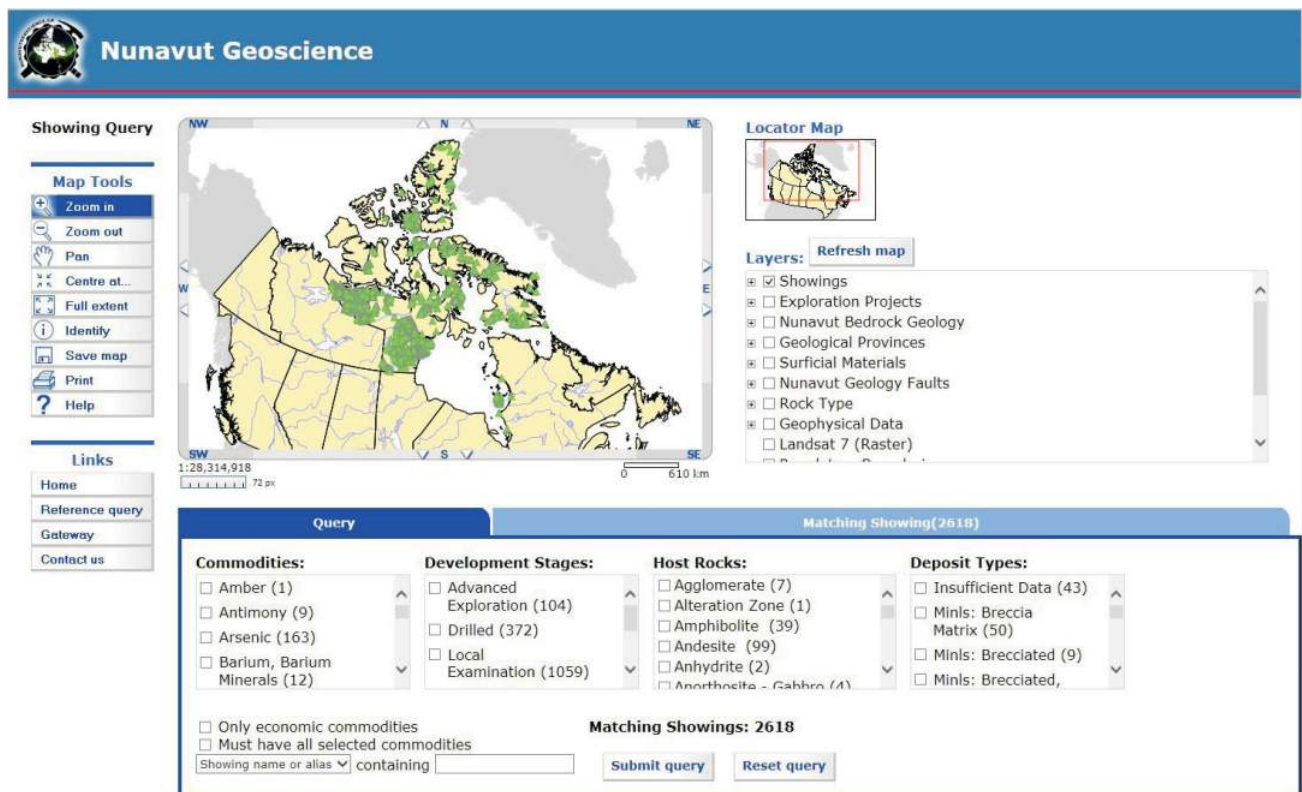 Nunavut Geoscience
Showing Query
Map Tools
Zoom in
Zoom out
Pan
Centre at...
Full extent
Identify
Save map
Print
Help
Links
Home
Reference query
Gateway
Contact us
NW
N
NE
W
E
SW
S
SE
1:28,314,918
72 px
0 610 km
Locator Map
Layers: Refresh map
Showings
Exploration Projects
Nunavut Bedrock Geology
Geological Provinces
Surficial Materials
Nunavut Geology Faults
Rock Type
Geophysical Data
Landsat 7 (Raster)
Query
Matching Showing(2618)
Commodities:
Amber (1)
Antimony (9)
Arsenic (163)
Barium, Barium
Minerals (12)
Development Stages:
Advanced
Exploration (104)
Drilled (372)
Local
Examination (1059)
Host Rocks:
Agglomerate (7)
Alteration Zone (1)
Amphibolite (39)
Andesite (99)
Anhydrite (2)
Anorthosite - Gabbro (4)
Deposit Types:
Insufficient Data (43)
Minls: Breccia
Matrix (50)
Minls: Brecciated (9)
Minls: Brecciated,
Only economic commodities
Must have all selected commodities
Showing name or alias containing
Matching Showings: 2618
Submit query
Reset query